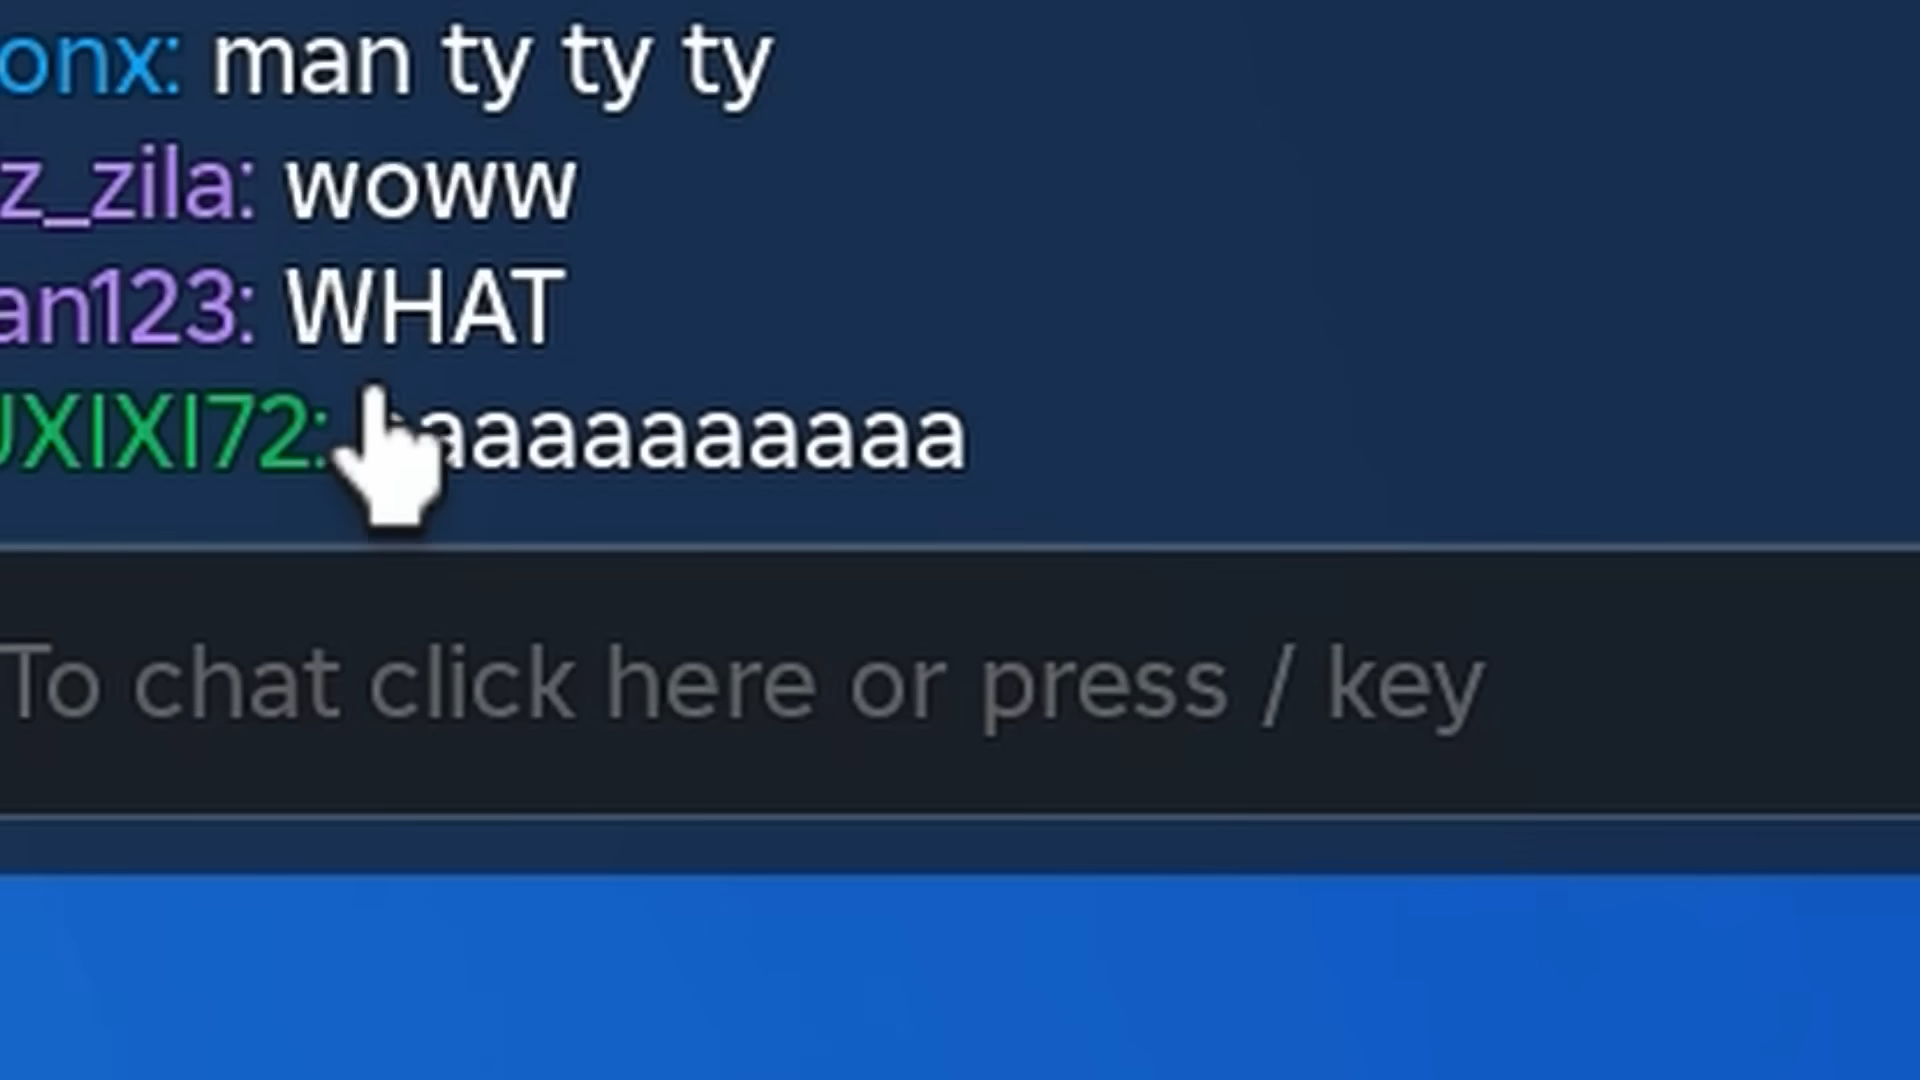 onx: man ty ty ty
z_zila: woww
an123: WHAT
UXIXI72: aaaaaaaaaaa
To chat click here or press / key